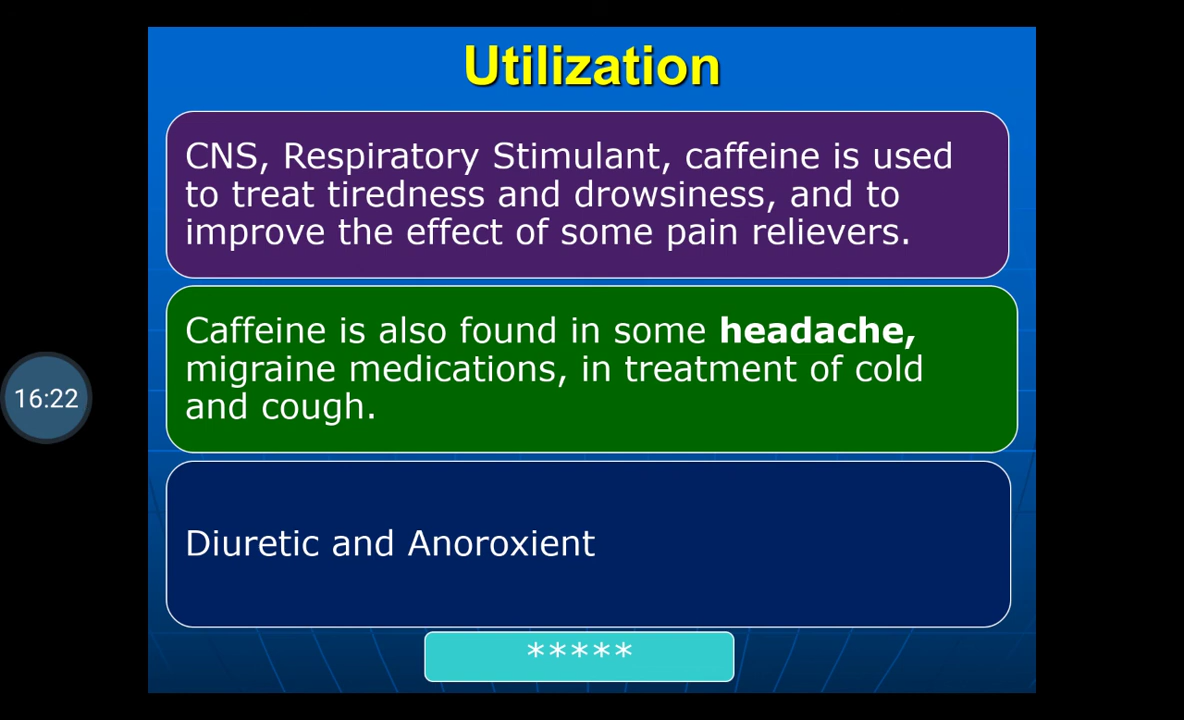 Utilization
CNS, Respiratory Stimulant, caffeine is used
to treat tiredness and drowsiness, and to
improve the effect of some pain relievers.
Caffeine is also found in some headache,
migraine medications, in treatment of cold
and cough.
16:22
Diuretic and Anoroxient
*****